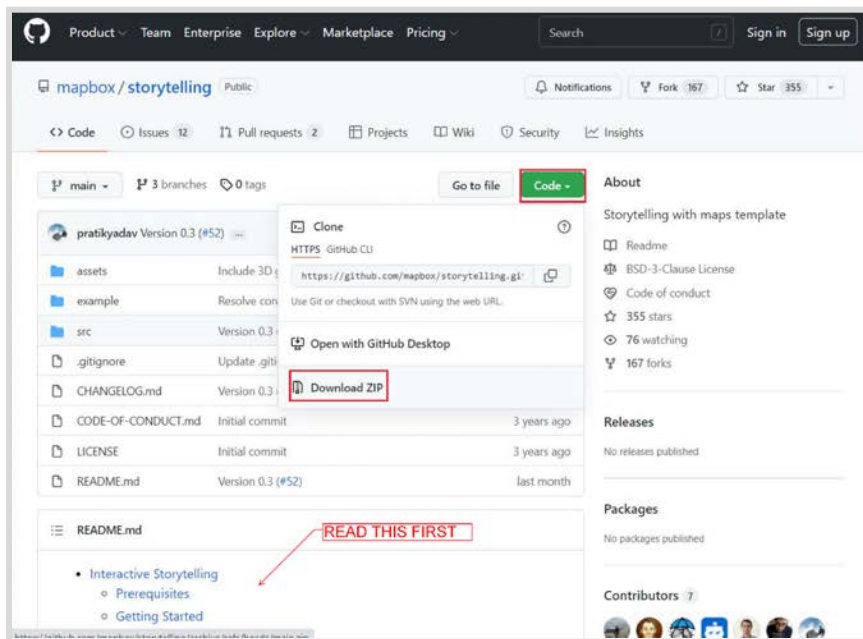 Product Team Enterprise Explore Marketplace Pricing Search / Sign in Sign up
mapbox / storytelling Public Notifications Fork 167 Star 355
Code Issues 12 Pull requests 2 Projects Wiki Security Insights
main 3 branches 0 tags Go to file Code
About
Storytelling with maps template
Readme
BSD-3-Clause License
Code of conduct
355 stars
76 watching
167 forks
Releases
No releases published
Packages
No packages published
Contributors 7
pratikyadav Version 0.3 (#52) ...
Clone
HTTPS GitHub CLI
https://github.com/mapbox/storytelling.gi
Use Git or checkout with SVN using the web URL.
Open with GitHub Desktop
Download ZIP
assets Include 3D
example Resolve con
src Version 0.3
.gitignore Update .giti
CHANGELOG.md Version 0.3
CODE-OF-CONDUCT.md Initial commit 3 years ago
LICENSE Initial commit 3 years ago
README.md Version 0.3 (#52) last month
README.md
READ THIS FIRST
Interactive Storytelling
Prerequisites
Getting Started